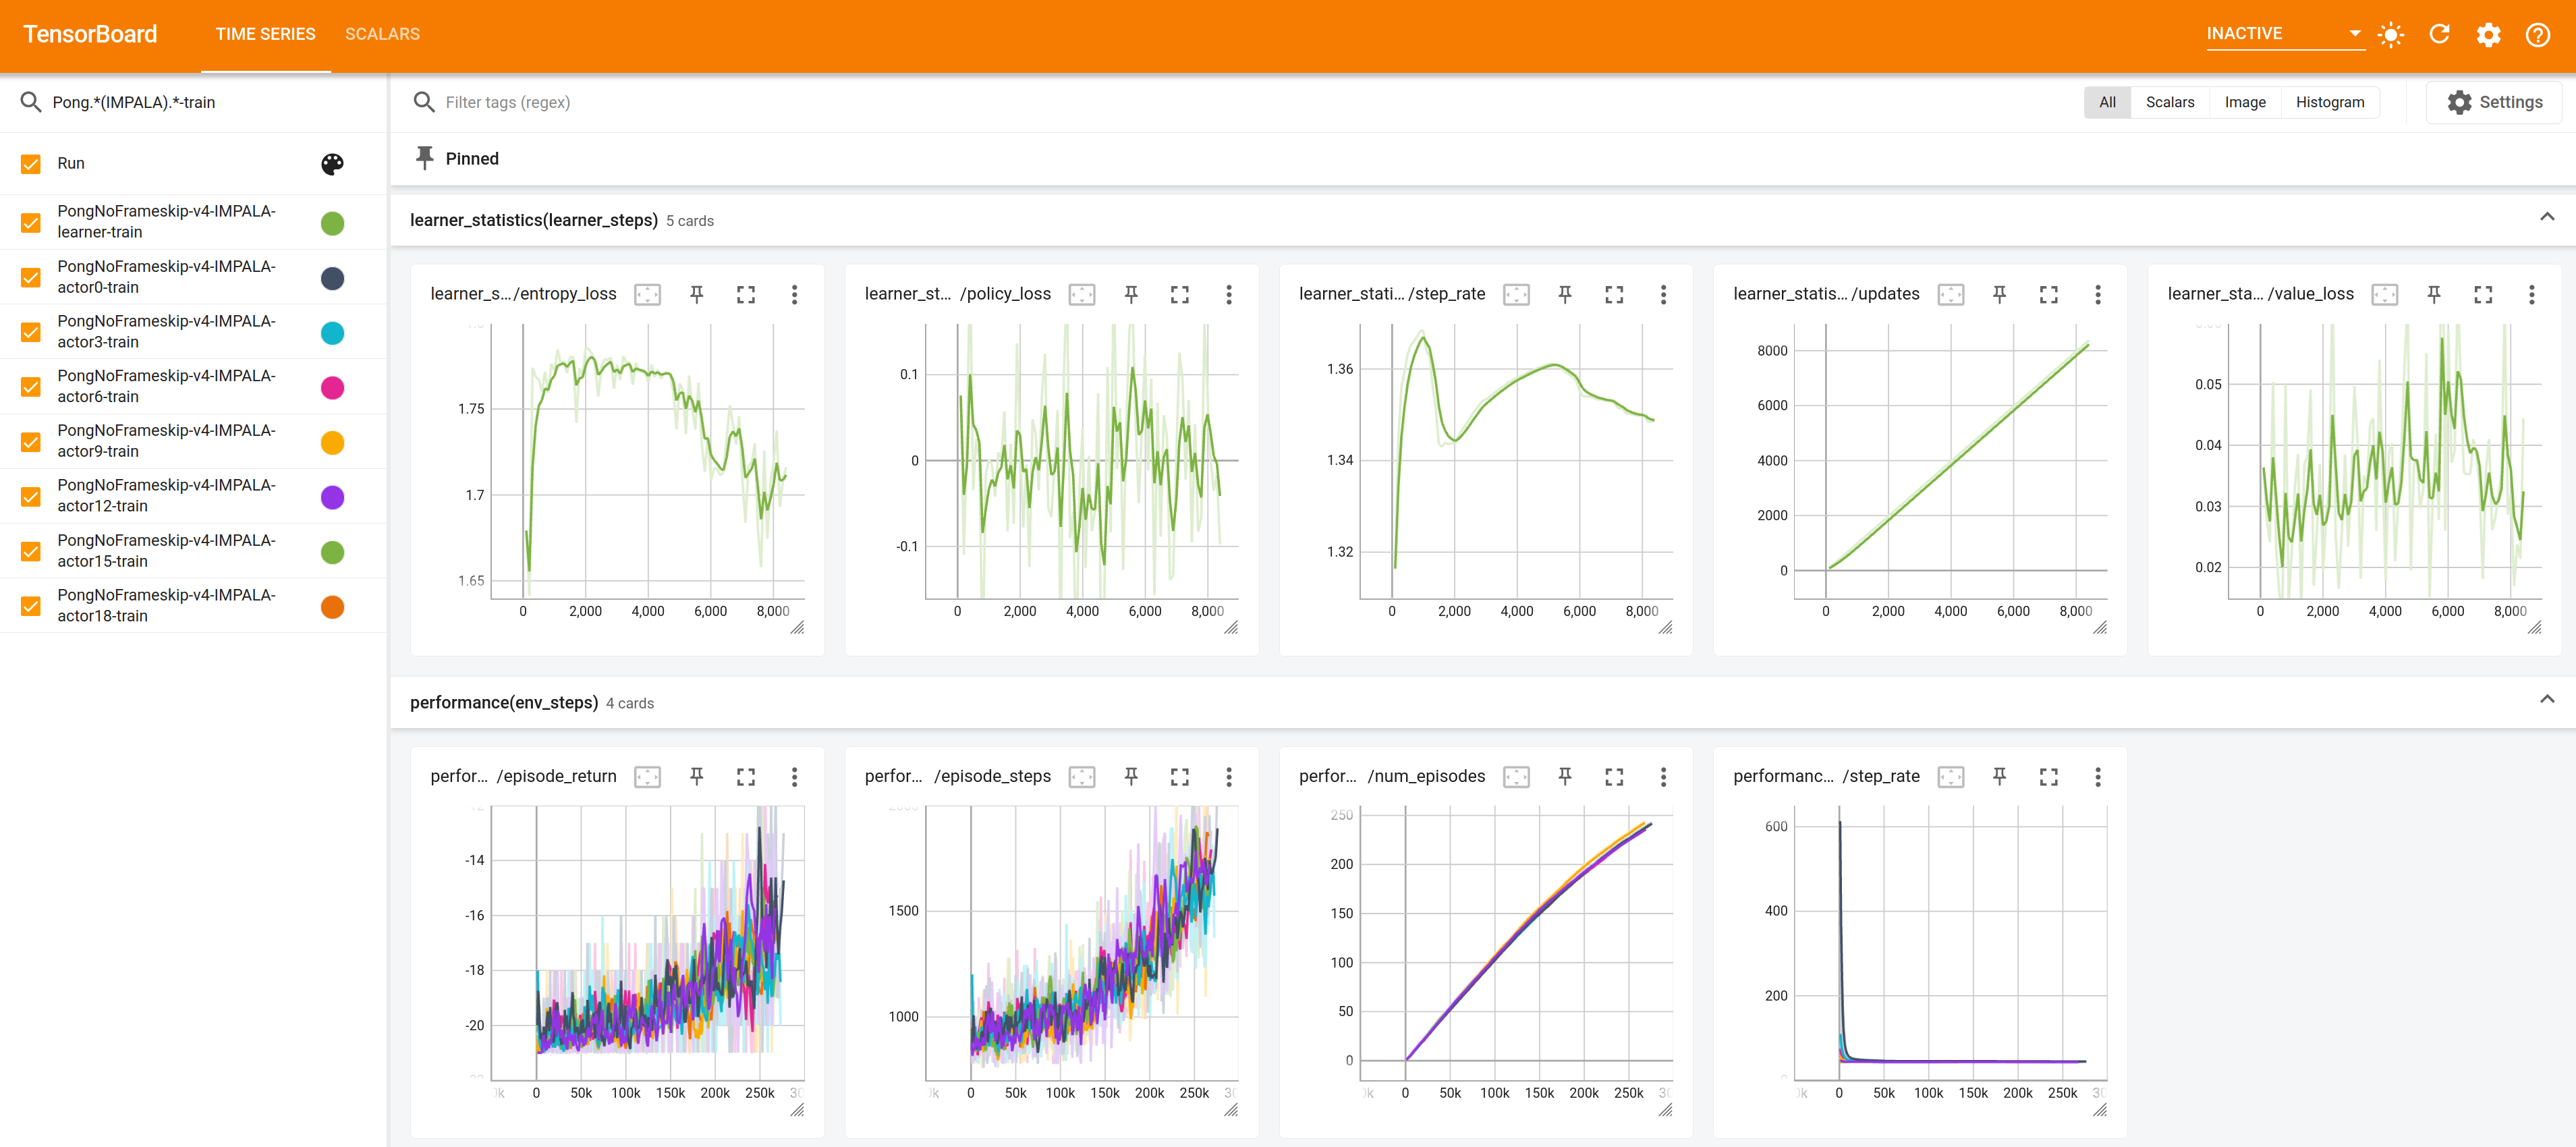 TensorBoard TIME SERIES SCALARS INACTIVE
Pong.*(IMPALA).*-train
Filter tags (regex) All Scalars Image Histogram Settings
Run
PongNoFrameskip-v4-IMPALA-
learner-train
PongNoFrameskip-v4-IMPALA-
actor0-train
PongNoFrameskip-v4-IMPALA-
actor3-train
PongNoFrameskip-v4-IMPALA-
actor6-train
PongNoFrameskip-v4-IMPALA-
actor9-train
PongNoFrameskip-v4-IMPALA-
actor12-train
PongNoFrameskip-v4-IMPALA-
actor15-train
PongNoFrameskip-v4-IMPALA-
actor18-train
Pinned
learner_statistics(learner_steps) 5 cards
learner_s... /entropy_loss
1.75
1.7
1.65
0 2,000 4,000 6,000 8,000
learner_st... /policy_loss
0.1
0
-0.1
0 2,000 4,000 6,000 8,000
learner_stati... /step_rate
1.36
1.34
1.32
0 2,000 4,000 6,000 8,000
learner_statis... /updates
8000
6000
4000
2000
0
0 2,000 4,000 6,000 8,000
learner_sta... /value_loss
0.05
0.04
0.03
0.02
0 2,000 4,000 6,000 8,000
performance(env_steps) 4 cards
perfor... /episode_return
-14
-16
-18
-20
0 50k 100k 150k 200k 250k
perfor... /episode_steps
1500
1000
0 50k 100k 150k 200k 250k
perfor... /num_episodes
250
200
150
100
50
0
0 50k 100k 150k 200k 250k
performanc... /step_rate
600
400
200
0 50k 100k 150k 200k 250k